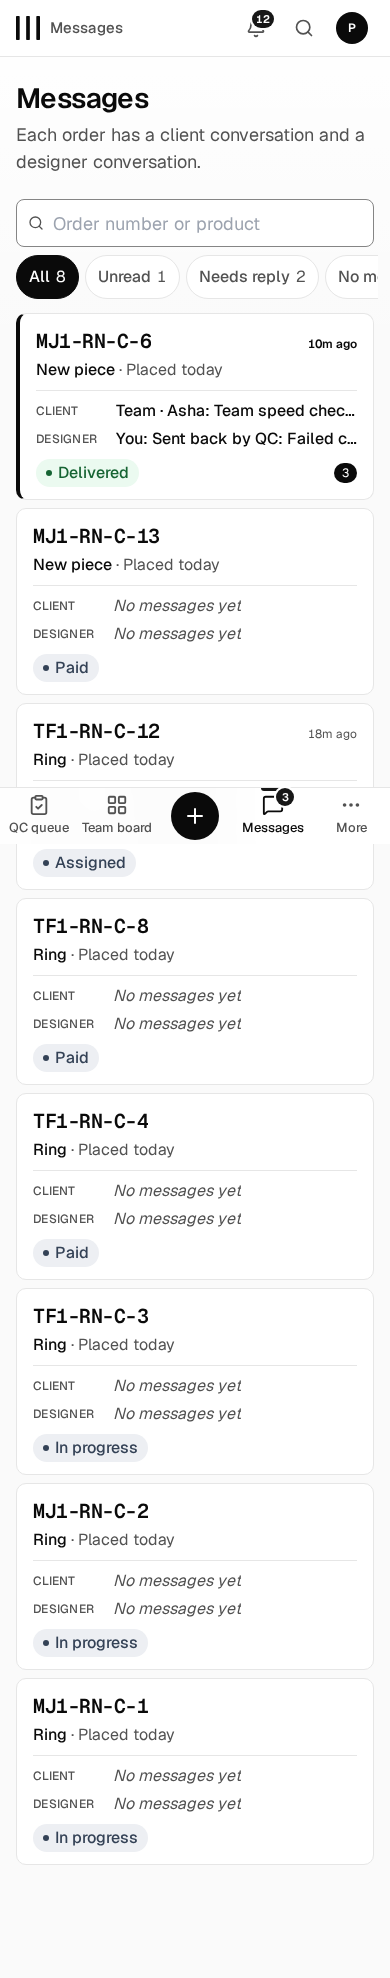 Messages
12
P
Messages
Each order has a client conversation and a
designer conversation.
Order number or product
All 8
Unread 1
Needs reply 2
No m
MJ1-RN-C-6
10m ago
New piece · Placed today
CLIENT Team · Asha: Team speed chec…
DESIGNER You: Sent back by QC: Failed c…
Delivered
3
MJ1-RN-C-13
New piece · Placed today
CLIENT No messages yet
DESIGNER No messages yet
Paid
TF1-RN-C-12
18m ago
Ring · Placed today
QC queue
Team board
3
Messages
More
Assigned
TF1-RN-C-8
Ring · Placed today
CLIENT No messages yet
DESIGNER No messages yet
Paid
TF1-RN-C-4
Ring · Placed today
CLIENT No messages yet
DESIGNER No messages yet
Paid
TF1-RN-C-3
Ring · Placed today
CLIENT No messages yet
DESIGNER No messages yet
In progress
MJ1-RN-C-2
Ring · Placed today
CLIENT No messages yet
DESIGNER No messages yet
In progress
MJ1-RN-C-1
Ring · Placed today
CLIENT No messages yet
DESIGNER No messages yet
In progress